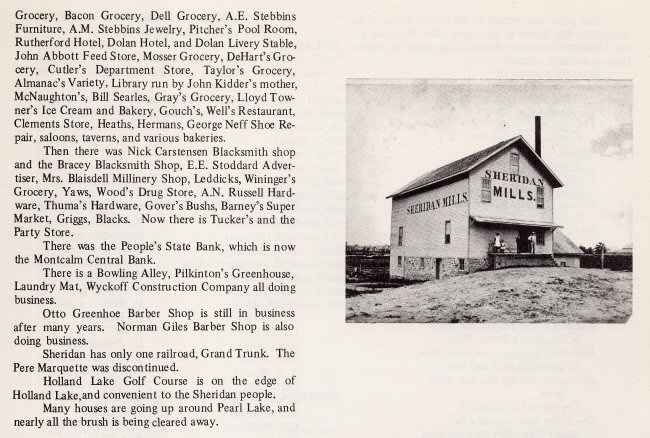 Grocery, Bacon Grocery, Dell Grocery, A.E. Stebbins
Furniture, A.M. Stebbins Jewelry, Pitcher's Pool Room,
Rutherford Hotel, Dolan Hotel, and Dolan Livery Stable,
John Abbott Feed Store, Mosser Grocery, DeHart's Gro-
cery, Cutler's Department Store, Taylor's Grocery,
Almanac's Variety, Library run by John Kidder's mother,
McNaughton's, Bill Searles, Gray's Grocery, Lloyd Tow-
ner's Ice Cream and Bakery, Gouch's, Well's Restaurant,
Clements Store, Heaths, Hermans, George Neff Shoe Re-
pair, saloons, taverns, and various bakeries.
Then there was Nick Carstensen Blacksmith shop
and the Bracey Blacksmith Shop, E.E. Stoddard Adver-
tiser, Mrs. Blaisdell Millinery Shop, Leddicks, Wininger's
Grocery, Yaws, Wood's Drug Store, A.N. Russell Hard-
ware, Thuma's Hardware, Gover's Bushs, Barney's Super
Market, Griggs, Blacks. Now there is Tucker's and the
Party Store.
There was the People's State Bank, which is now
the Montcalm Central Bank.
There is a Bowling Alley, Pilkinton's Greenhouse,
Laundry Mat, Wyckoff Construction Company all doing
business.
Otto Greenhoe Barber Shop is still in business
after many years. Norman Giles Barber Shop is also
doing business.
Sheridan has only one railroad, Grand Trunk. The
Pere Marquette was discontinued.
Holland Lake Golf Course is on the edge of
Holland Lake,and convenient to the Sheridan people.
Many houses are going up around Pearl Lake, and
nearly all the brush is being cleared away.
SHERIDAN MILLS.
SHERIDAN
MILLS.